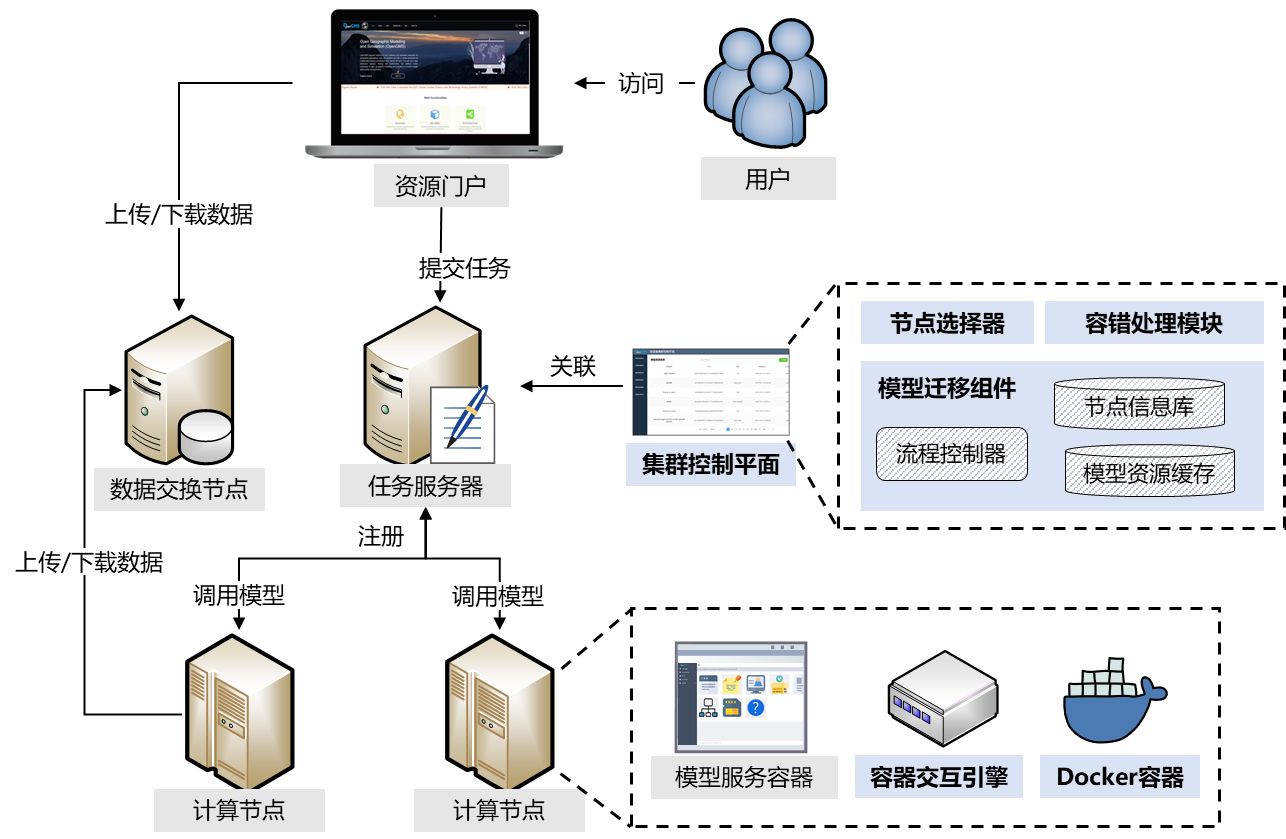 Open Geographic Modeling
and Simulation (OpenGMS)
访问
资源门户
用户
上传/下载数据
提交任务
节点选择器
容错处理模块
关联
模型迁移组件
节点信息库
流程控制器
模型资源缓存
集群控制平面
数据交换节点
任务服务器
注册
上传/下载数据
调用模型
调用模型
?
模型服务容器
容器交互引擎
Docker容器
计算节点
计算节点